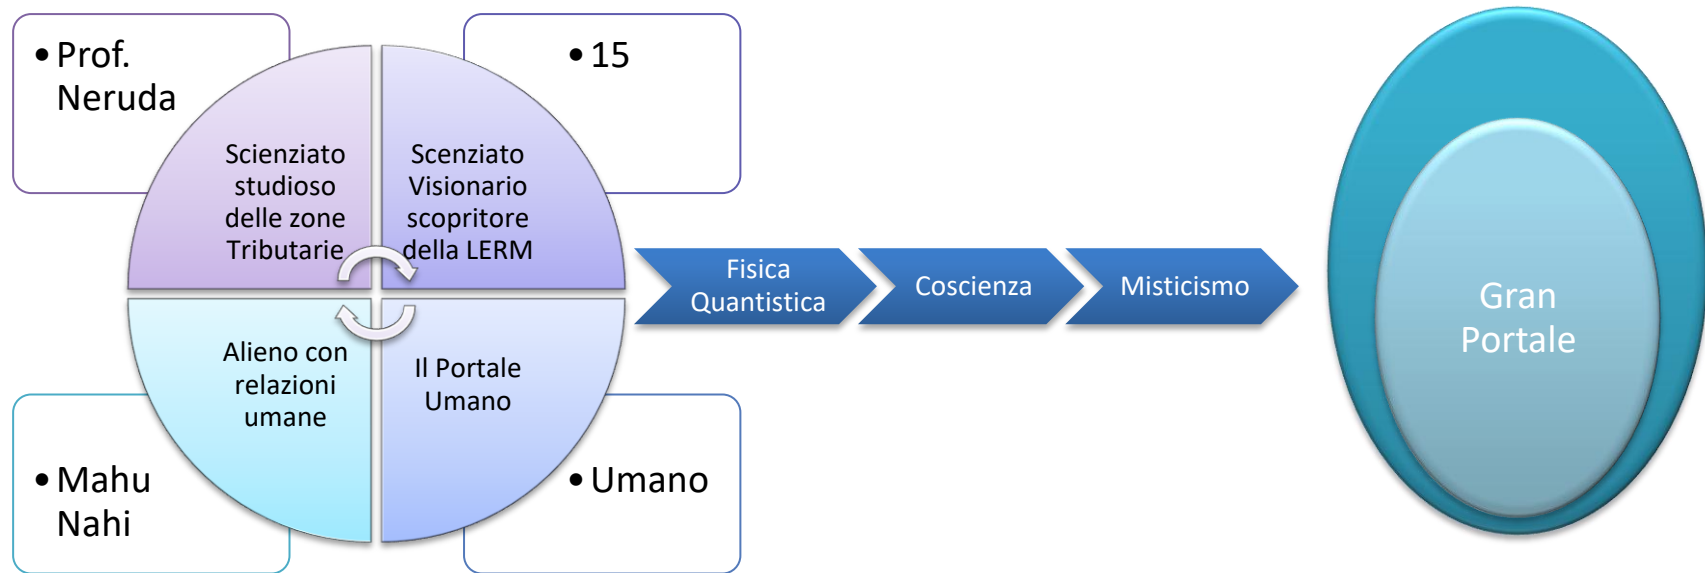 • Prof.
Neruda
• 15
Scienziato
studioso
delle zone
Tributarie
Scenziato
Visionario
scopritore
della LERM
Alieno con
relazioni
umane
Il Portale
Umano
• Mahu
Nahi
• Umano
Fisica
Quantistica
Coscienza
Misticismo
Gran
Portale